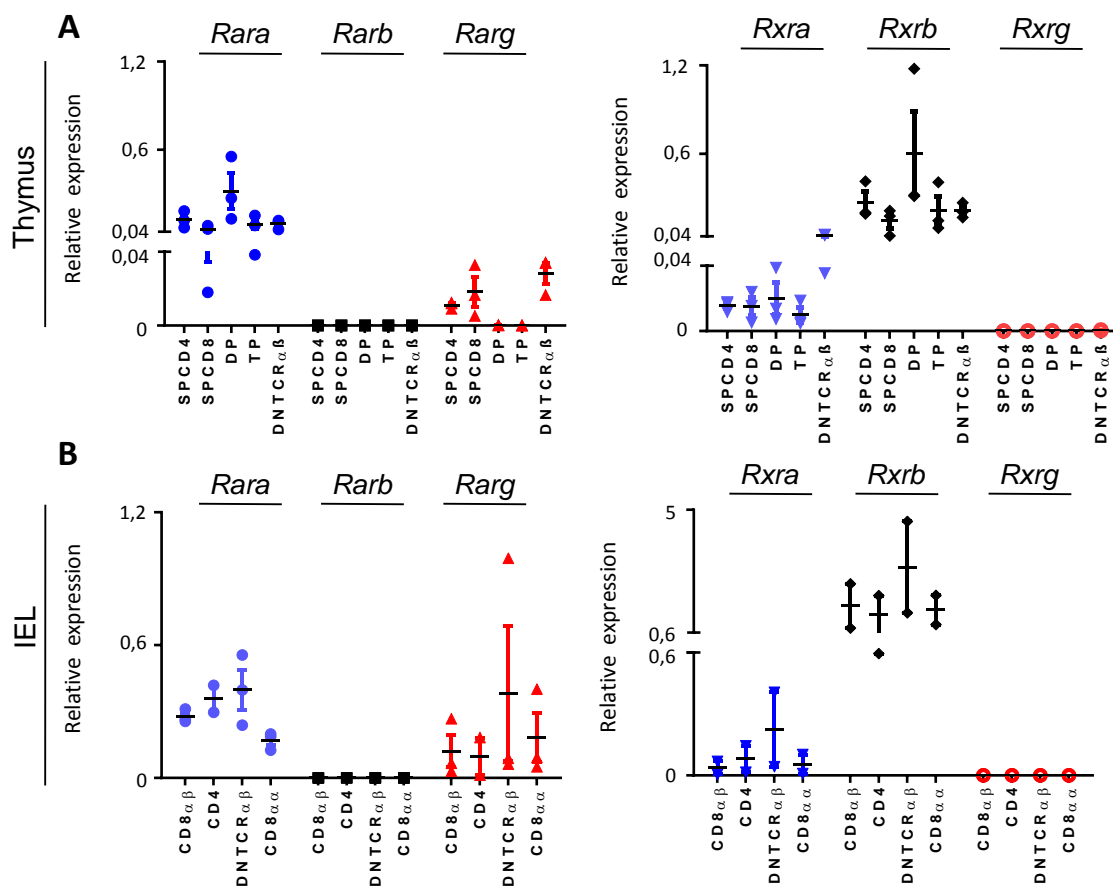 A
Rara Rarb Rarg
Rxra Rxrb Rxrg
Thymus
Relative expression
1,2
0,6
0,04
0,04
0
SPCD4 SPCD8 DP TP DNTCRαß
SPCD4 SPCD8 DP TP DNTCRαß
SPCD4 SPCD8 DP TP DNTCRαß
Relative expression
1,2
0,6
0,04
0,04
0
SPCD4 SPCD8 DP TP DNTCRαß
SPCD4 SPCD8 DP TP DNTCRαß
SPCD4 SPCD8 DP TP DNTCRαß
B
Rara Rarb Rarg
Rxra Rxrb Rxrg
IEL
Relative expression
1,2
0,6
0
CD8αβ CD4 DNTCRαβ CD8αα
CD8αβ CD4 DNTCRαβ CD8αα
CD8αβ CD4 DNTCRαβ CD8αα
Relative expression
5
0,6
0,6
0
CD8αβ CD4 DNTCRαβ CD8αα
CD8αβ CD4 DNTCRαβ CD8αα
CD8αβ CD4 DNTCRαβ CD8αα